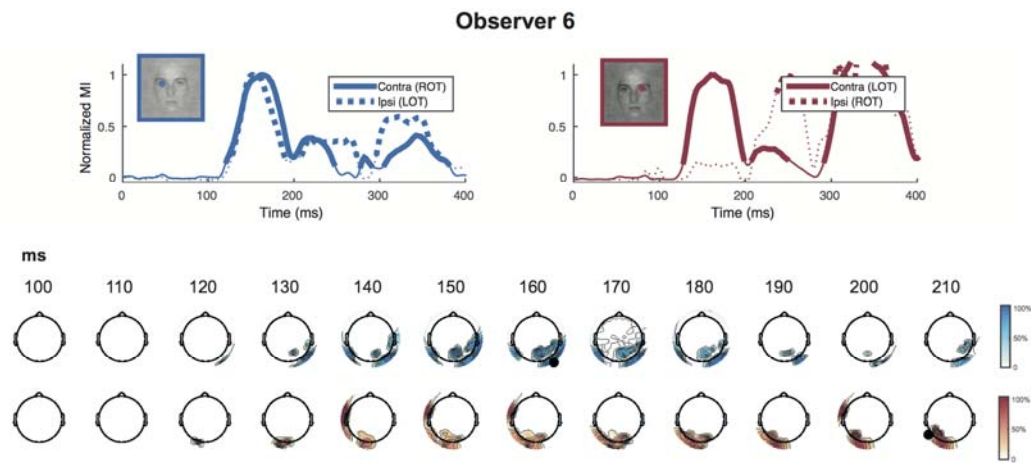 Observer 6
Normalized MI
1
0.5
0
Contra (ROT)
Ipsi (LOT)
0 100 200 300 400
Time (ms)
1
0.5
0
Contra (LOT)
Ipsi (ROT)
0 100 200 300 400
Time (ms)
ms
100 110 120 130 140 150 160 170 180 190 200 210
100%
50%
0
100%
50%
0